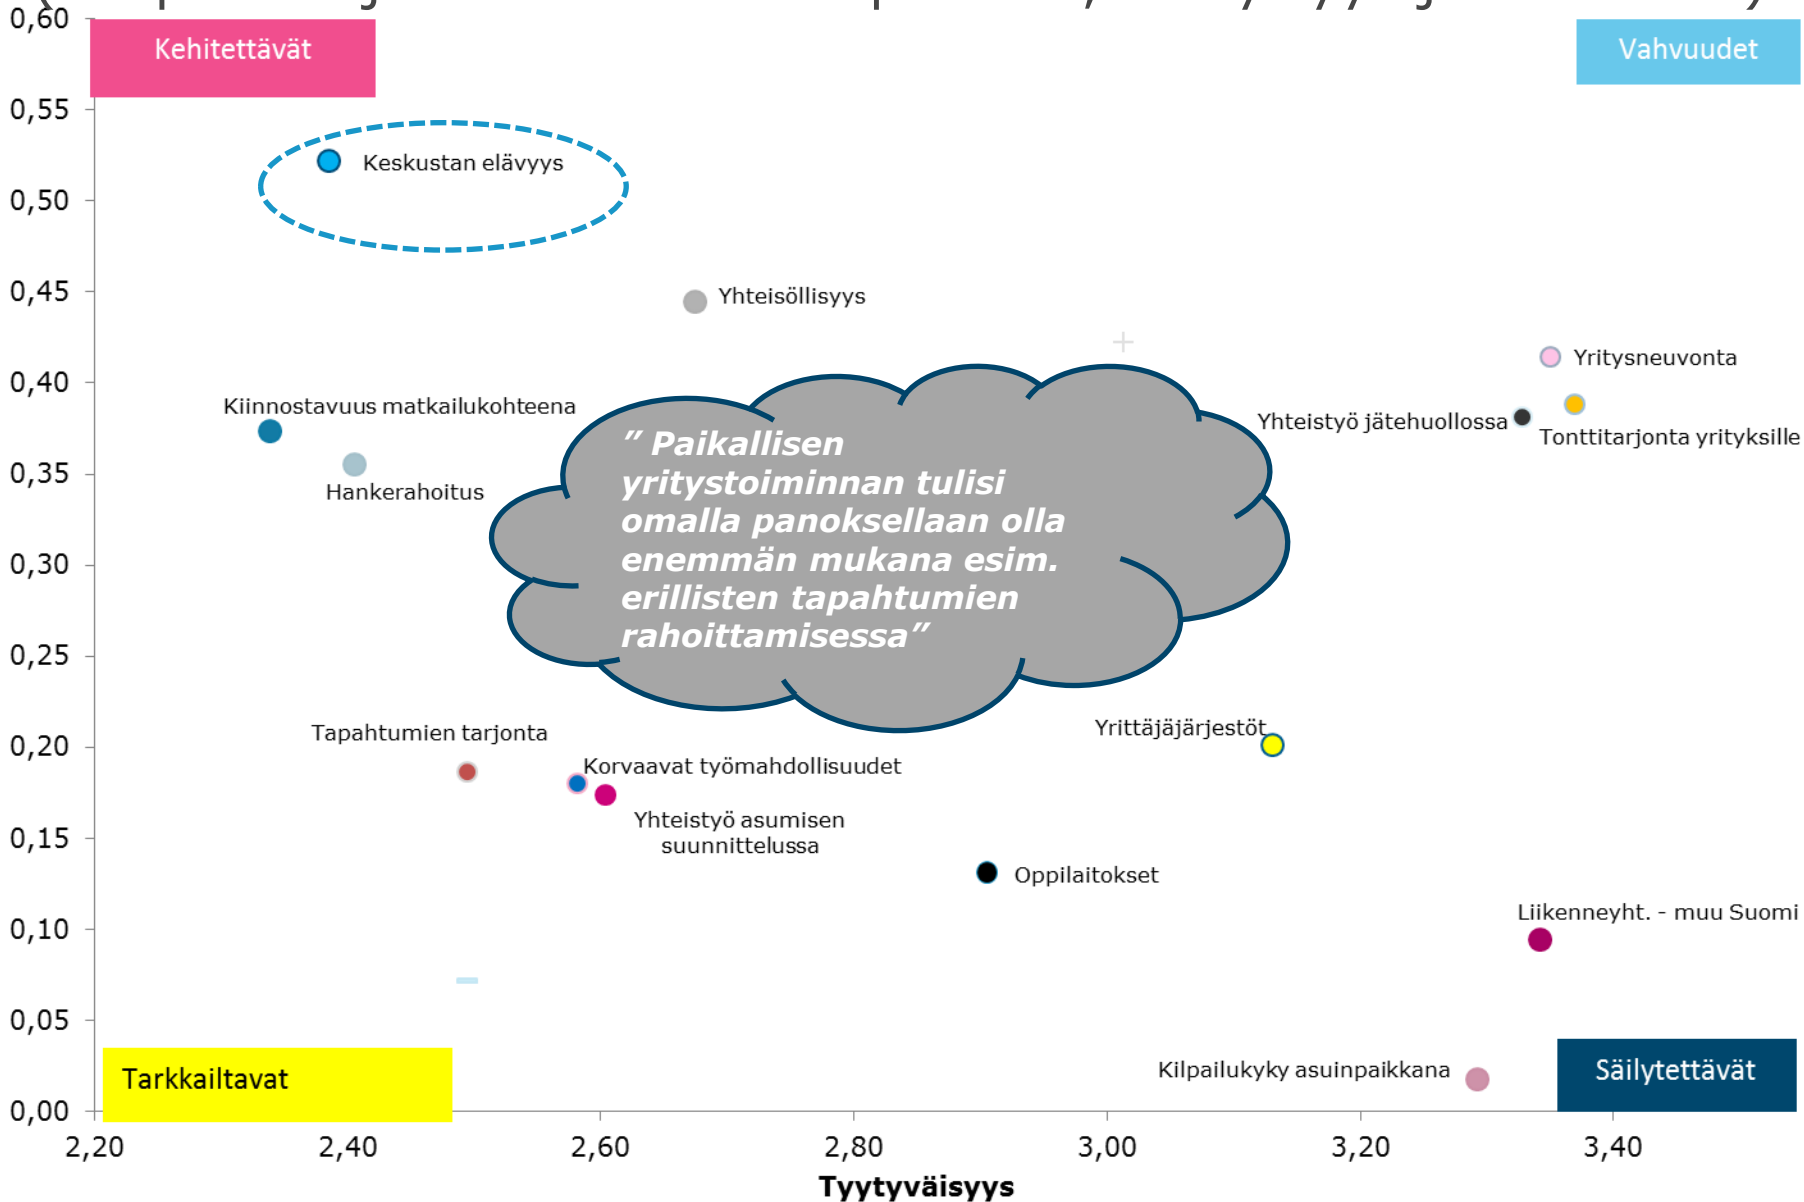 0,60
Kehitettävät
Vahvuudet
0,55
Keskustan elävyys
0,50
0,45
Yhteisöllisyys
Yritysneuvonta
0,40
Kiinnostavuus matkailukohteena
Yhteistyö jätehuollossa
Tonttitarjonta yrityksille
0,35
Hankerahoitus
” Paikallisen
yritystoiminnan tulisi
omalla panoksellaan olla
enemmän mukana esim.
erillisten tapahtumien
rahoittamisessa”
0,30
0,25
Tapahtumien tarjonta
Yrittäjäjärjestöt
0,20
Korvaavat työmahdollisuudet
Yhteistyö asumisen
suunnittelussa
0,15
Oppilaitokset
Liikenneyht. - muu Suomi
0,10
0,05
Kilpailukyky asuinpaikkana
Tarkkailtavat
Säilytettävät
0,00
2,20 2,40 2,60 2,80 3,00 3,20 3,40
Tyytyväisyys